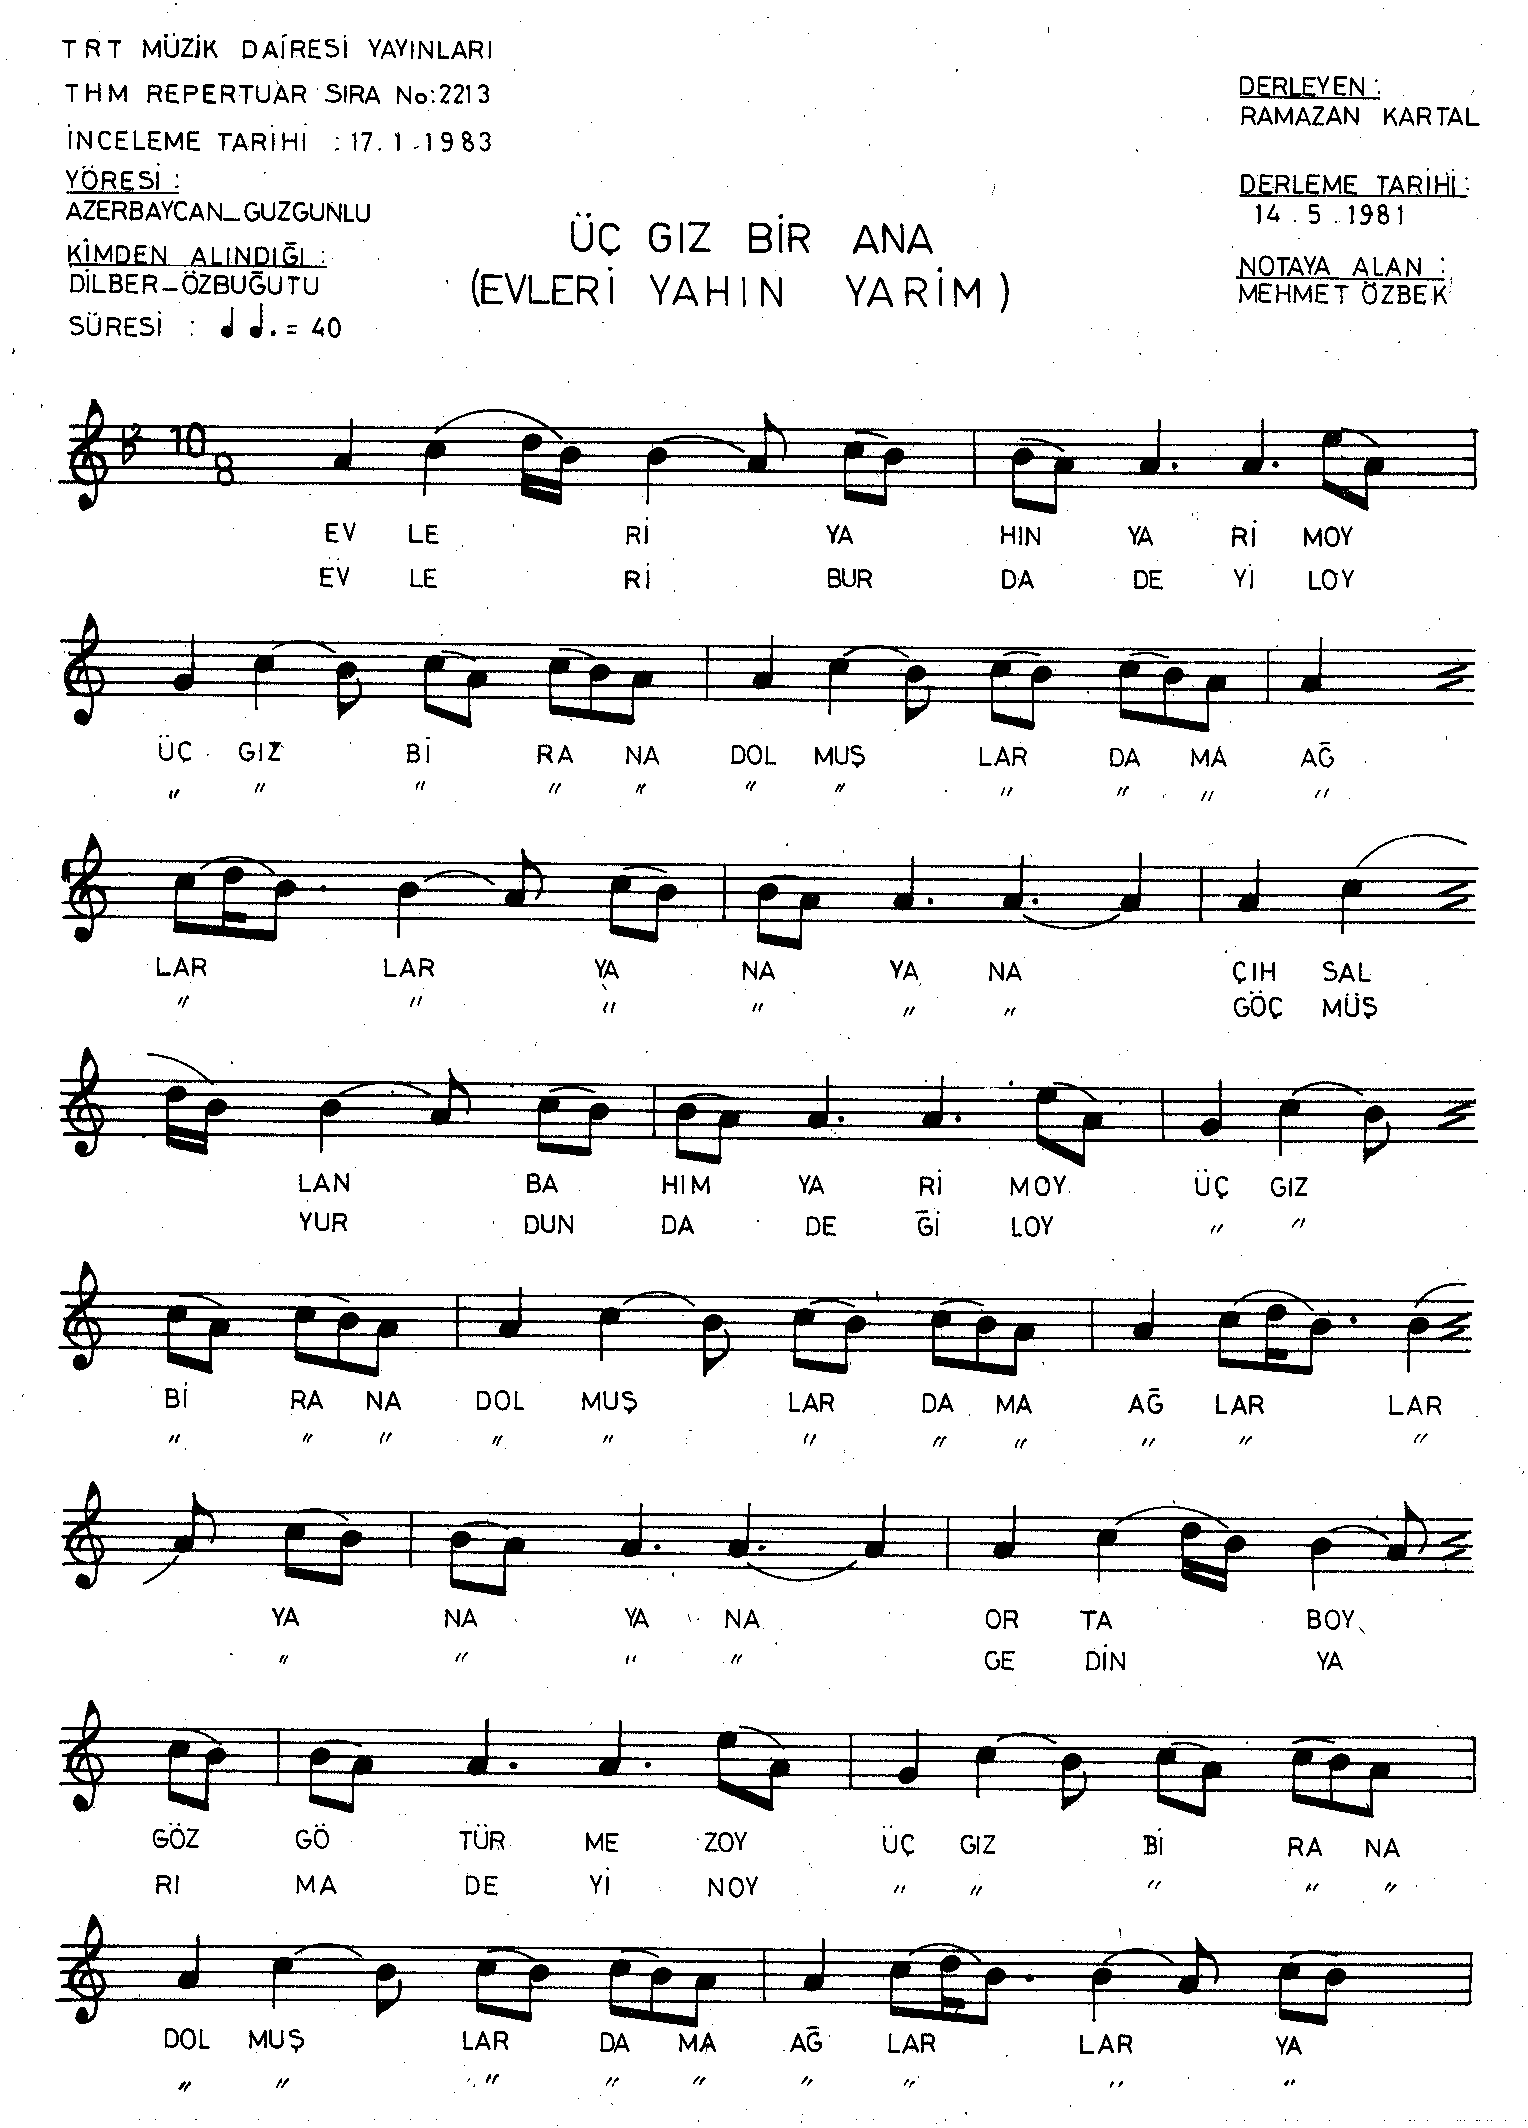 TRT MÜZİK DAİRESİ YAYINLARI
THM REPERTUAR SIRA No:2213
İNCELEME TARİHİ : 17.1.1983
YÖRESİ :
AZERBAYCAN_GUZGUNLU
KİMDEN ALINDIĞI :
DİLBER_ÖZBUĞUTU
SÜRESİ : ♩ ♩. = 40
ÜÇ GIZ BİR ANA
(EVLERİ YAHIN YARİM)
DERLEYEN :
RAMAZAN KARTAL
DERLEME TARİHİ :
14.5.1981
NOTAYA ALAN :
MEHMET ÖZBEK
2 10 8
EV LE Rİ YA HIN YA Rİ MOY
EV LE Rİ BUR DA DE Yİ LOY
ÜÇ GIZ Bİ RA NA DOL MUŞ LAR DA MA AĞ
" " " " " " " " " " "
LAR LAR YA NA YA NA ÇIH SAL
" " " " " " GÖÇ MÜŞ
LAN BA HIM YA Rİ MOY ÜÇ GIZ
YUR DUN DA DE Ğİ LOY " "
Bİ RA NA DOL MUŞ LAR DA MA AĞ LAR LAR
" " " " " " " " " " "
YA NA YA NA OR TA BOY
" " " " GE DİN YA
GÖZ GÖ TÜR ME ZOY ÜÇ GIZ Bİ RA NA
RI MA DE Yİ NOY " " " " "
DOL MUŞ LAR DA MA AĞ LAR LAR YA
" " " " " " " " "